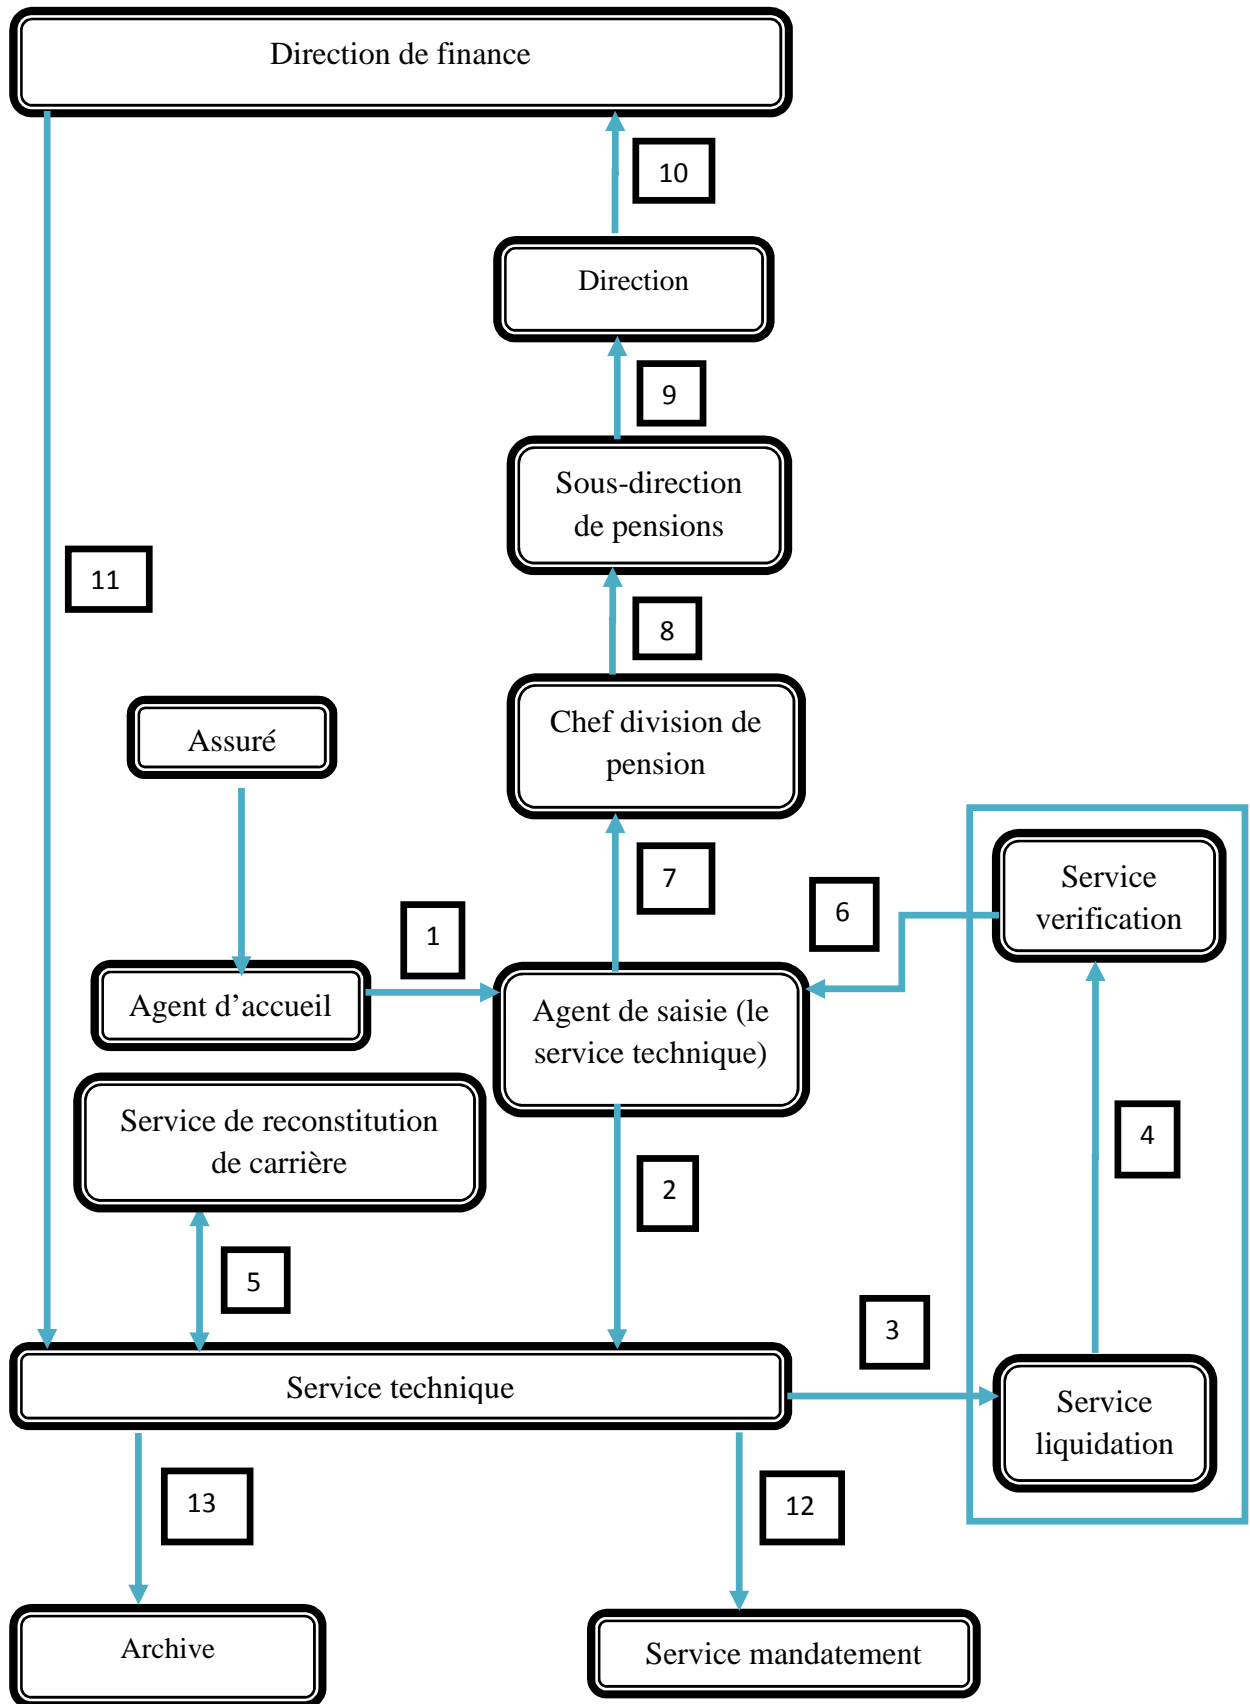 Direction de finance
10
Direction
9
Sous-direction
de pensions
11
8
Chef division de
pension
Assuré
7
6
Service
verification
1
Agent d’accueil
Agent de saisie (le
service technique)
Service de reconstitution
de carrière
2
4
5
3
Service technique
Service
liquidation
13
12
Archive
Service mandatement